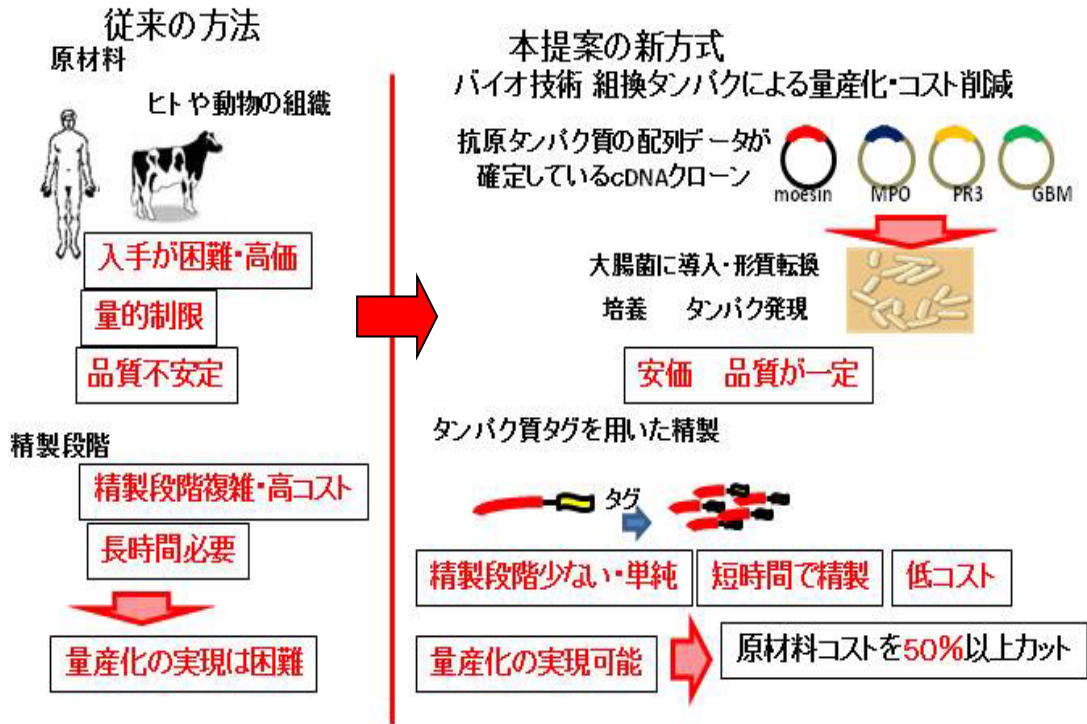 従来の方法
原材料
ヒトや動物の組織
入手が困難・高価
量的制限
品質不安定
精製段階
精製段階複雑・高コスト
長時間必要
量産化の実現は困難
本提案の新方式
バイオ技術 組換タンパクによる量産化・コスト削減
抗原タンパク質の配列データが
確定しているcDNAクローン
moesin MPO PR3 GBM
大腸菌に導入・形質転換
培養 タンパク発現
安価 品質が一定
タンパク質タグを用いた精製
タグ
精製段階少ない・単純 短時間で精製 低コスト
量産化の実現可能 原材料コストを50%以上カット